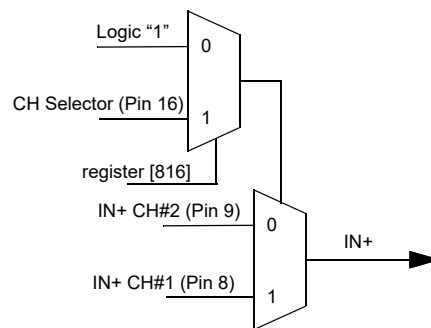 Logic “1”
0
CH Selector (Pin 16)
1
register [816]
IN+ CH#2 (Pin 9)
0
IN+
IN+ CH#1 (Pin 8)
1